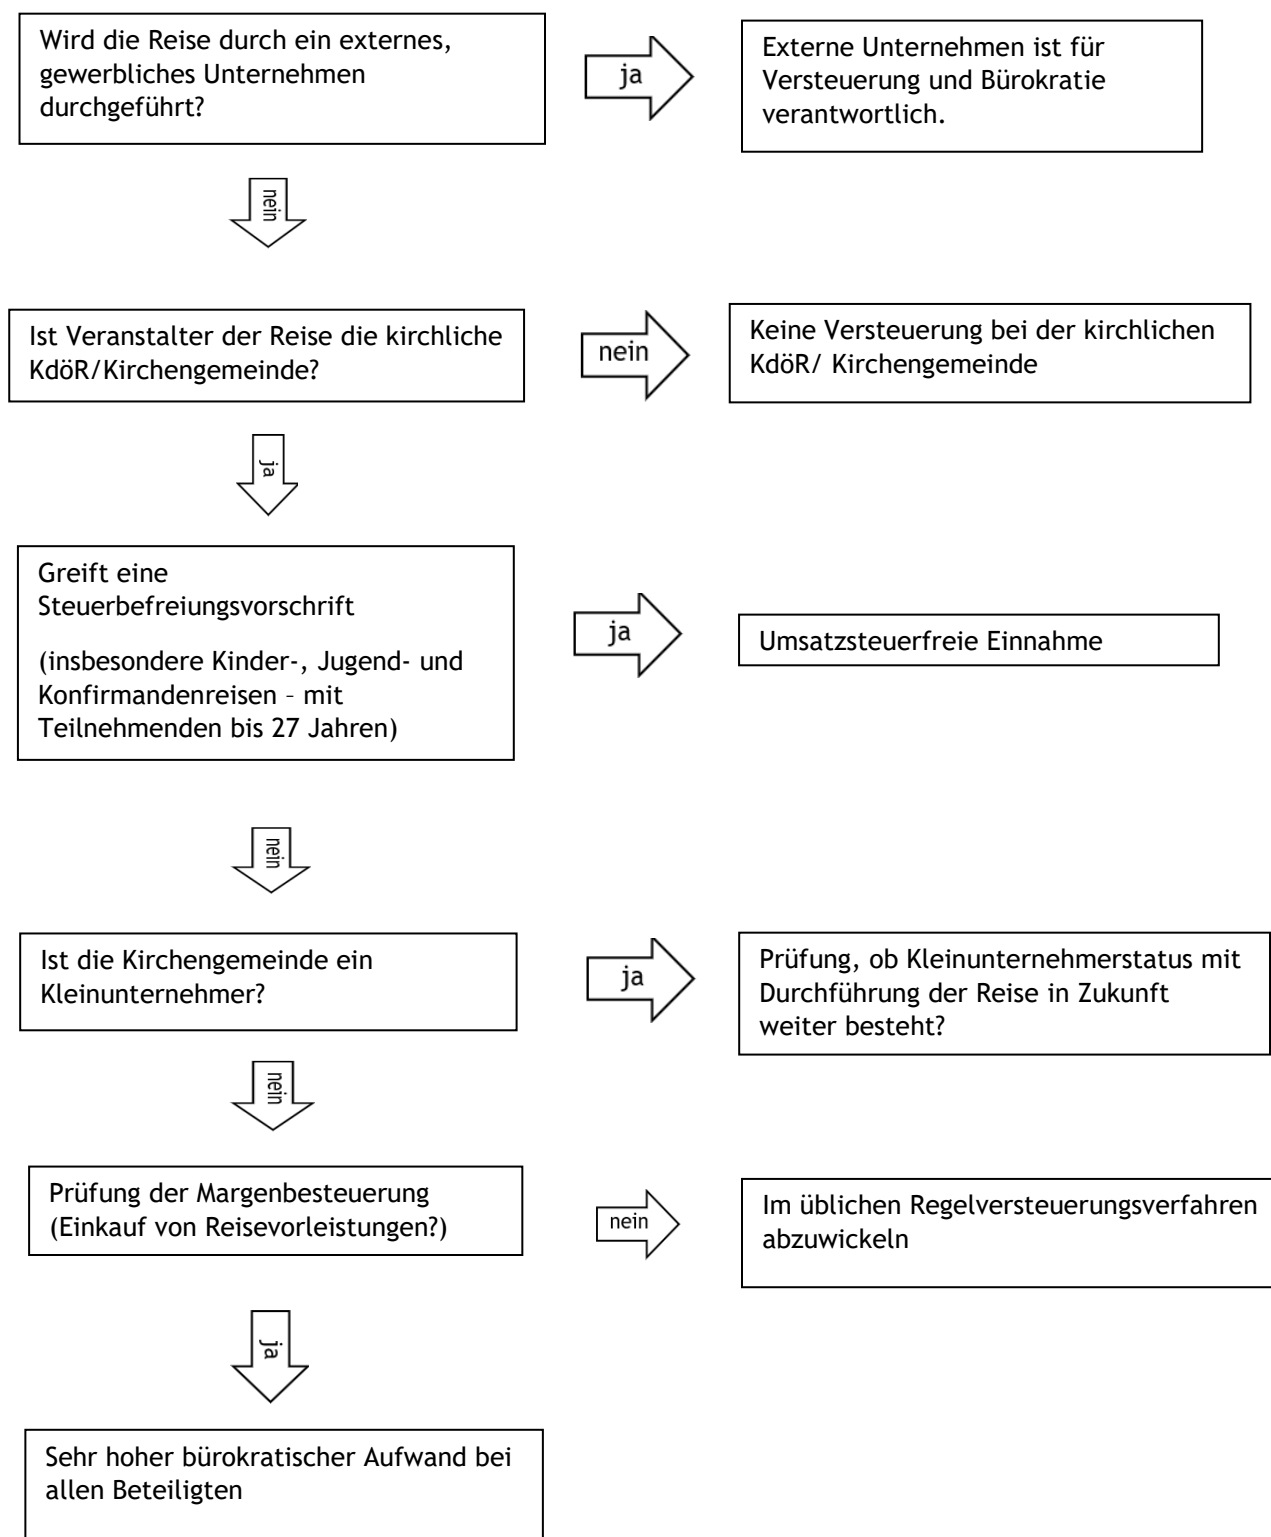 Wird die Reise durch ein externes,
gewerbliches Unternehmen
durchgeführt?
ja
Externe Unternehmen ist für
Versteuerung und Bürokratie
verantwortlich.
nein
Ist Veranstalter der Reise die kirchliche
KdöR/Kirchengemeinde?
nein
Keine Versteuerung bei der kirchlichen
KdöR/ Kirchengemeinde
ja
Greift eine
Steuerbefreiungsvorschrift
(insbesondere Kinder-, Jugend- und
Konfirmandenreisen – mit
Teilnehmenden bis 27 Jahren)
ja
Umsatzsteuerfreie Einnahme
nein
Ist die Kirchengemeinde ein
Kleinunternehmer?
ja
Prüfung, ob Kleinunternehmerstatus mit
Durchführung der Reise in Zukunft
weiter besteht?
nein
Prüfung der Margenbesteuerung
(Einkauf von Reisevorleistungen?)
nein
Im üblichen Regelversteuerungsverfahren
abzuwickeln
ja
Sehr hoher bürokratischer Aufwand bei
allen Beteiligten